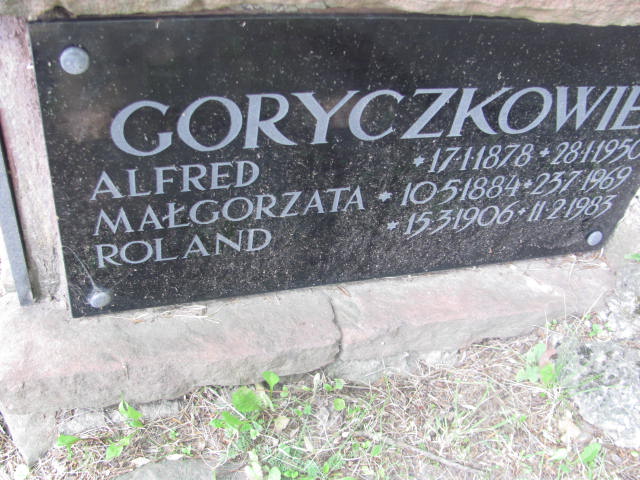 GORYCZKOWIE
ALFRED * 17·1·1878 + 28·1·1950
MAŁGORZATA * 10·5·1884 + 23·7·1969
ROLAND * 15·3·1906 + 11·2·1983